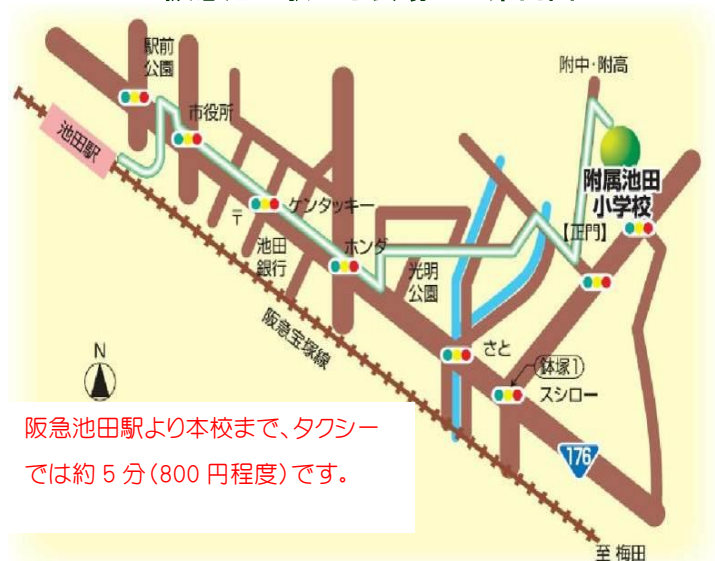 駅前
公園
附中・附高
市役所
池田駅
附属池田
小学校
ケンタッキー
〒
【正門】
池田
銀行
ホンダ
光明
公園
阪急宝塚線
さと
鉢塚1
スシロー
N
阪急池田駅より本校まで、タクシー
では約5分(800円程度)です。
176
至 梅田